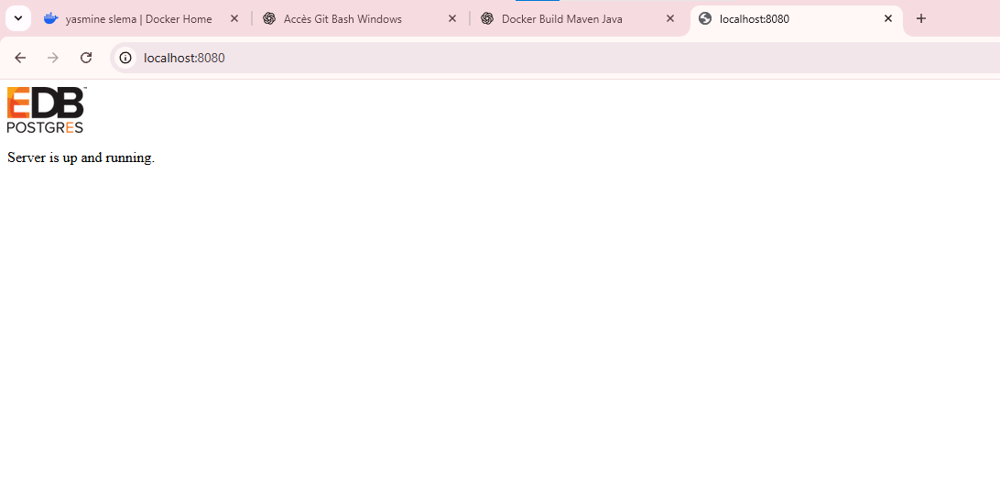 yasmine slema | Docker Home
Accès Git Bash Windows
Docker Build Maven Java
localhost:8080
localhost:8080
EDB™
POSTGRES
Server is up and running.